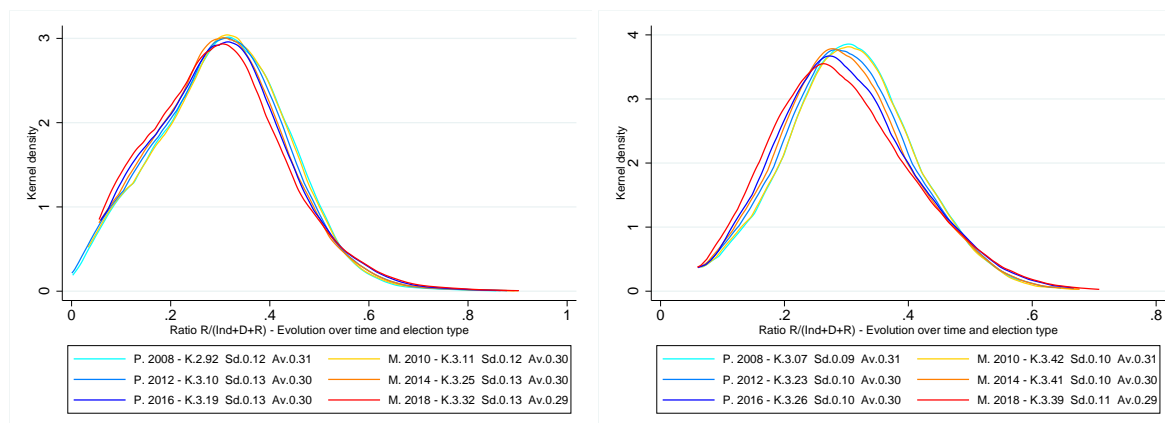 3
2
1
0
Kernel density
0
.2
.4
.6
.8
1
Ratio R/(Ind+D+R) - Evolution over time and election type
P. 2008 - K.2.92 Sd.0.12 Av.0.31
M. 2010 - K.3.11 Sd.0.12 Av.0.30
P. 2012 - K.3.10 Sd.0.13 Av.0.30
M. 2014 - K.3.25 Sd.0.13 Av.0.30
P. 2016 - K.3.19 Sd.0.13 Av.0.30
M. 2018 - K.3.32 Sd.0.13 Av.0.29
4
3
2
1
0
Kernel density
0
.2
.4
.6
.8
Ratio R/(Ind+D+R) - Evolution over time and election type
P. 2008 - K.3.07 Sd.0.09 Av.0.31
M. 2010 - K.3.42 Sd.0.10 Av.0.31
P. 2012 - K.3.23 Sd.0.10 Av.0.30
M. 2014 - K.3.41 Sd.0.10 Av.0.30
P. 2016 - K.3.26 Sd.0.10 Av.0.30
M. 2018 - K.3.39 Sd.0.11 Av.0.29